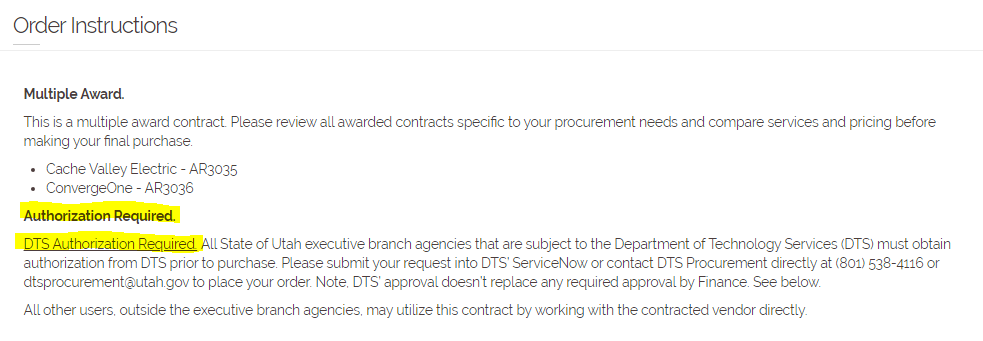 Order Instructions
Multiple Award.
This is a multiple award contract. Please review all awarded contracts specific to your procurement needs and compare services and pricing before
making your final purchase.
• Cache Valley Electric - AR3035
• ConvergeOne - AR3036
Authorization Required.
DTS Authorization Required. All State of Utah executive branch agencies that are subject to the Department of Technology Services (DTS) must obtain
authorization from DTS prior to purchase. Please submit your request into DTS' ServiceNow or contact DTS Procurement directly at (801) 538-4116 or
dtsprocurement@utah.gov to place your order. Note, DTS' approval doesn't replace any required approval by Finance. See below.
All other users, outside the executive branch agencies, may utilize this contract by working with the contracted vendor directly.